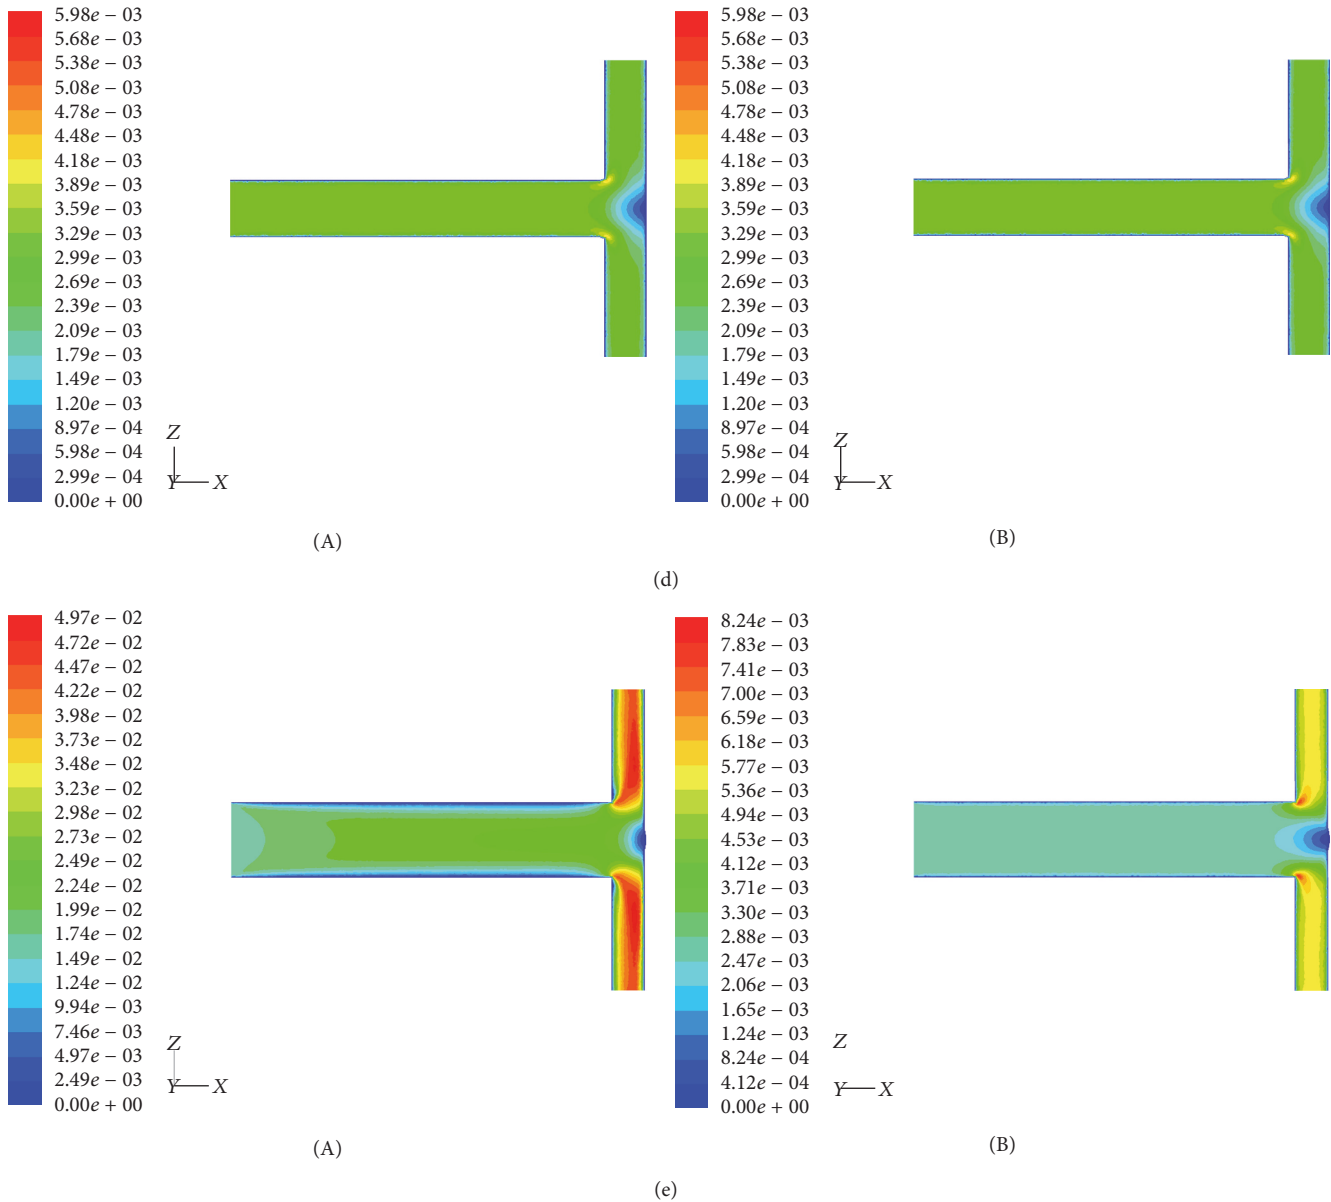 5.98e − 03
5.68e − 03
5.38e − 03
5.08e − 03
4.78e − 03
4.48e − 03
4.18e − 03
3.89e − 03
3.59e − 03
3.29e − 03
2.99e − 03
2.69e − 03
2.39e − 03
2.09e − 03
1.79e − 03
1.49e − 03
1.20e − 03
8.97e − 04
5.98e − 04
2.99e − 04
0.00e + 00
Z
Y X
(A)
5.98e − 03
5.68e − 03
5.38e − 03
5.08e − 03
4.78e − 03
4.48e − 03
4.18e − 03
3.89e − 03
3.59e − 03
3.29e − 03
2.99e − 03
2.69e − 03
2.39e − 03
2.09e − 03
1.79e − 03
1.49e − 03
1.20e − 03
8.97e − 04
5.98e − 04
2.99e − 04
0.00e + 00
Z
Y X
(B)
(d)
4.97e − 02
4.72e − 02
4.47e − 02
4.22e − 02
3.98e − 02
3.73e − 02
3.48e − 02
3.23e − 02
2.98e − 02
2.73e − 02
2.49e − 02
2.24e − 02
1.99e − 02
1.74e − 02
1.49e − 02
1.24e − 02
9.94e − 03
7.46e − 03
4.97e − 03
2.49e − 03
0.00e + 00
Z
Y X
(A)
8.24e − 03
7.83e − 03
7.41e − 03
7.00e − 03
6.59e − 03
6.18e − 03
5.77e − 03
5.36e − 03
4.94e − 03
4.53e − 03
4.12e − 03
3.71e − 03
3.30e − 03
2.88e − 03
2.47e − 03
2.06e − 03
1.65e − 03
1.24e − 03
8.24e − 04
4.12e − 04
0.00e + 00
Z
Y X
(B)
(e)